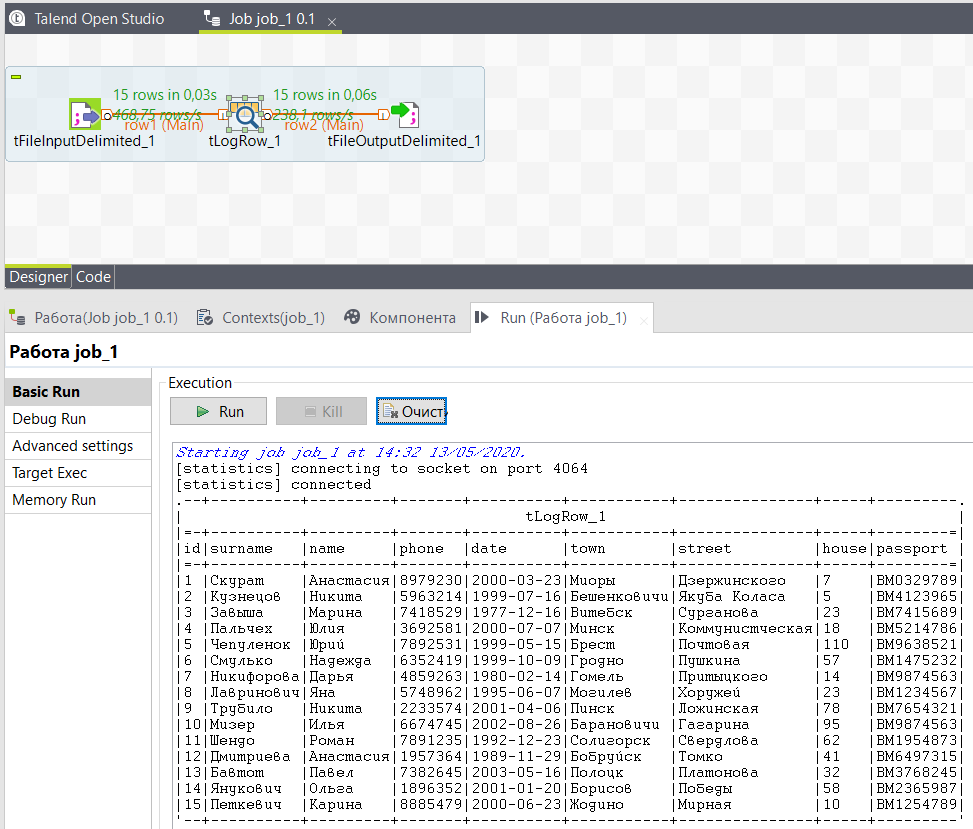 Talend Open Studio Job job_1 0.1
15 rows in 0,03s 15 rows in 0,06s
468,75 rows/s 238,1 rows/s
row1 (Main) row2 (Main)
tFileInputDelimited_1 tLogRow_1 tFileOutputDelimited_1
Designer Code
Работа(Job job_1 0.1) Contexts(job_1) Компонента Run (Работа job_1)
Работа job_1
Basic Run
Debug Run
Advanced settings
Target Exec
Memory Run
Execution
Run Kill Очист
Starting job job_1 at 14:32 13/05/2020.
[statistics] connecting to socket on port 4064
[statistics] connected
.--+----------+---------+-------+----------+-----------+---------------+-----+---------.
| tLogRow_1 |
|=-+----------+---------+-------+----------+-----------+---------------+-----+--------=|
|id|surname |name |phone |date |town |street |house|passport |
|=-+----------+---------+-------+----------+-----------+---------------+-----+--------=|
|1 |Скурат |Анастасия|8979230|2000-03-23|Миоры |Дзержинского |7 |BM0329789|
|2 |Кузнецов |Никита |5963214|1999-07-16|Бешенковичи|Якуба Коласа |5 |BM4123965|
|3 |Завыша |Марина |7418529|1977-12-16|Витебск |Сурганова |23 |BM7415689|
|4 |Пальчех |Юлия |3692581|2000-07-07|Минск |Коммунистческая|18 |BM5214786|
|5 |Чепуленок |Юрий |7892531|1999-05-15|Брест |Почтовая |110 |BM9638521|
|6 |Смулько |Надежда |6352419|1999-10-09|Гродно |Пушкина |57 |BM1475232|
|7 |Никифорова|Дарья |4859263|1980-02-14|Гомель |Притыцкого |14 |BM9874563|
|8 |Лавринович|Яна |5748962|1995-06-07|Могилев |Хоружей |23 |BM1234567|
|9 |Трубило |Никита |2233574|2001-04-06|Пинск |Ложинская |78 |BM7654321|
|10|Мизер |Илья |6674745|2002-08-26|Барановичи |Гагарина |95 |BM9874563|
|11|Шендо |Роман |7891235|1992-12-23|Солигорск |Свердлова |62 |BM1954873|
|12|Дмитриева |Анастасия|1957364|1989-11-29|Бобруйск |Томко |41 |BM6497315|
|13|Бавтот |Павел |7382645|2003-05-16|Полоцк |Платонова |32 |BM3768245|
|14|Янукович |Ольга |1896352|2001-01-20|Борисов |Победы |58 |BM2365987|
|15|Петкевич |Карина |8885479|2000-06-23|Жодино |Мирная |10 |BM1254789|
'--+----------+---------+-------+----------+-----------+---------------+-----+---------'